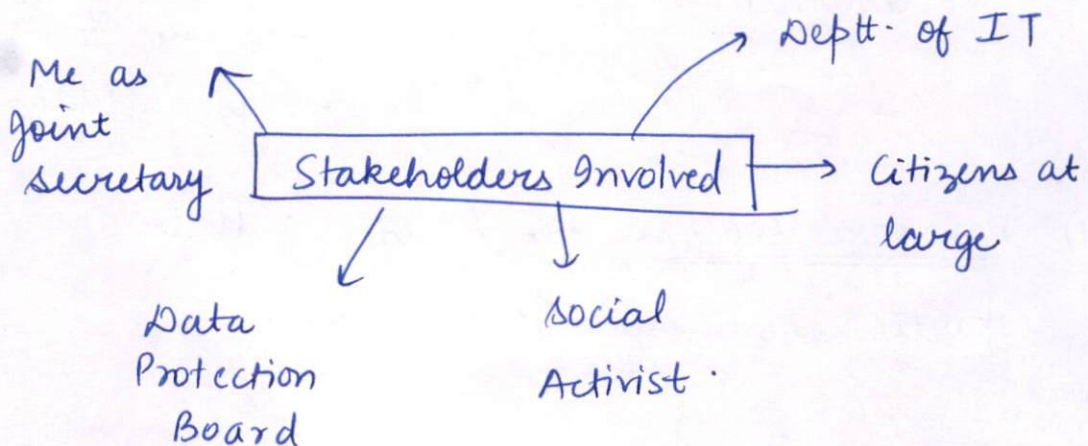 Deptt. of IT
Me as
Joint
secretary
Stakeholders Involved
Citizens at
large
Data
Protection
Board
social
Activist.